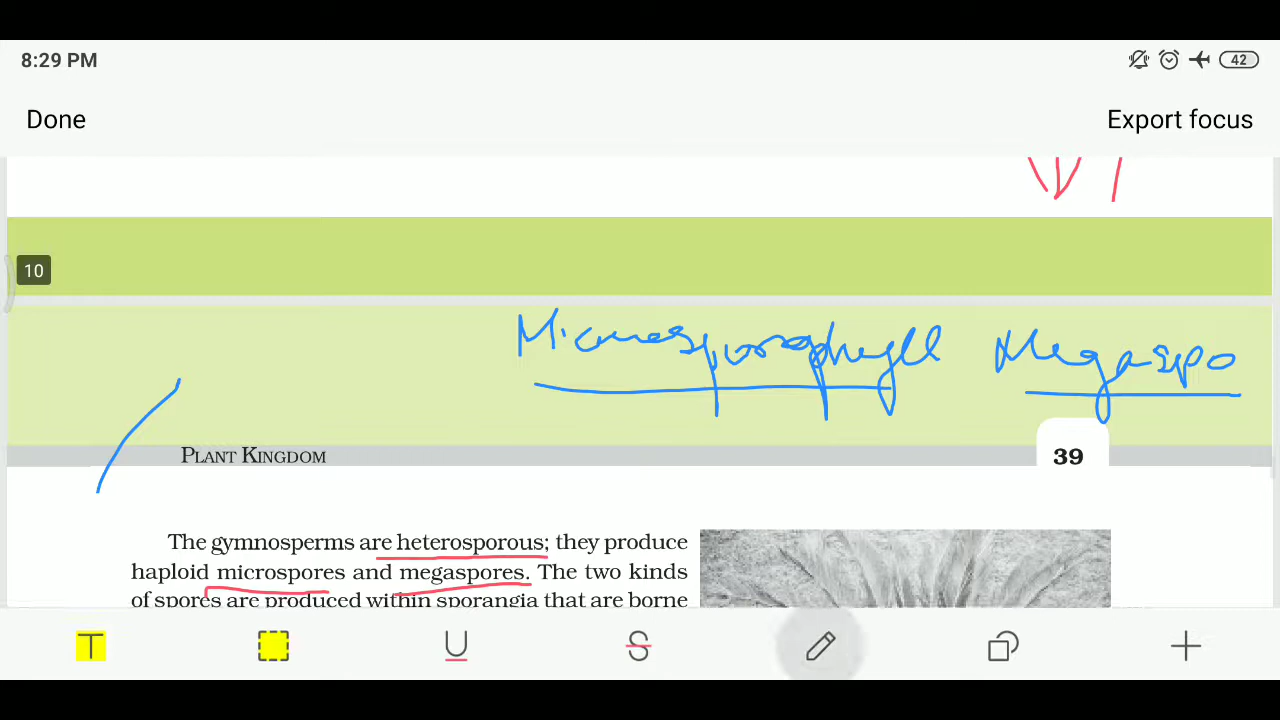 8:29 PM
42
Done
Export focus
10
Microsporophyll Megaspo
PLANT KINGDOM
39
The gymnosperms are heterosporous; they produce
haploid microspores and megaspores. The two kinds
of spores are produced within sporangia that are borne
T
U
S